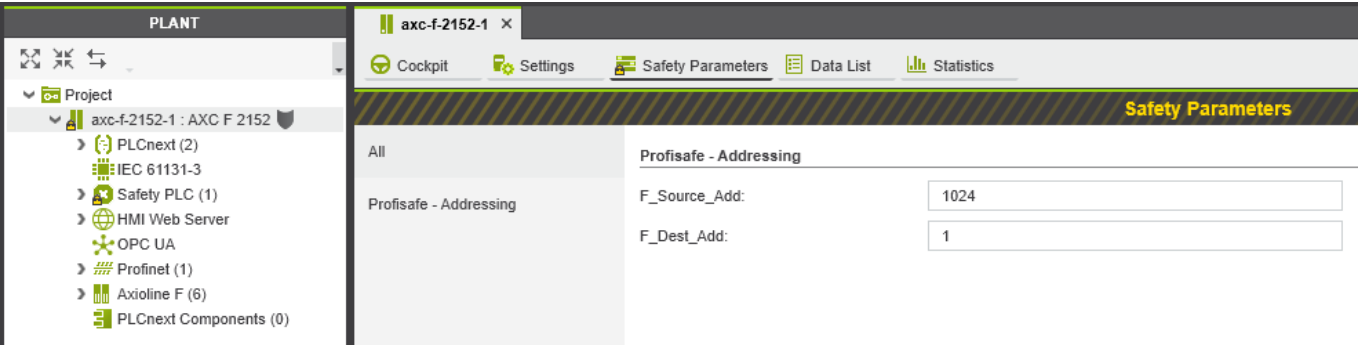 PLANT
Project
axc-f-2152-1 : AXC F 2152
PLCnext (2)
IEC 61131-3
Safety PLC (1)
HMI Web Server
OPC UA
Profinet (1)
Axioline F (6)
PLCnext Components (0)
axc-f-2152-1
Cockpit
Settings
Safety Parameters
Data List
Statistics
Safety Parameters
All
Profisafe - Addressing
Profisafe - Addressing
F_Source_Add: 1024
F_Dest_Add: 1